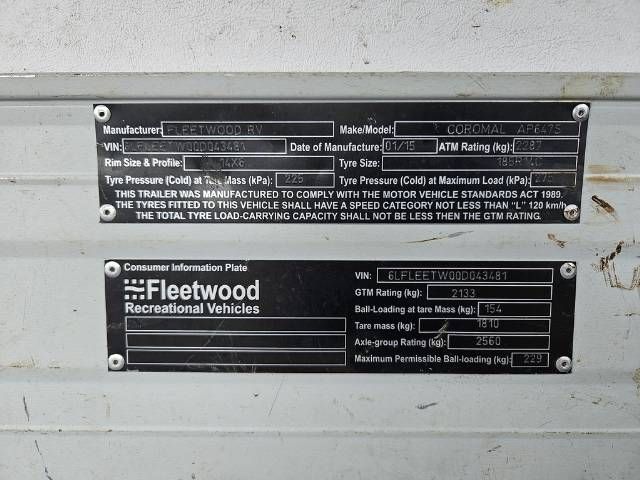 Manufacturer: FLEETWOOD RV Make/Model: COROMAL AP647S
VIN: 6LFLEETW00D043481 Date of Manufacture: 01/15 ATM Rating (kg): 2287
Rim Size & Profile: 14X6 Tyre Size: 185R14C
Tyre Pressure (Cold) at Tare Mass (kPa): 225 Tyre Pressure (Cold) at Maximum Load (kPa): 275
THIS TRAILER WAS MANUFACTURED TO COMPLY WITH THE MOTOR VEHICLE STANDARDS ACT 1989.
THE TYRES FITTED TO THIS VEHICLE SHALL HAVE A SPEED CATEGORY NOT LESS THAN "L" 120 km/h
THE TOTAL TYRE LOAD-CARRYING CAPACITY SHALL NOT BE LESS THEN THE GTM RATING.
Consumer Information Plate
Fleetwood
Recreational Vehicles
VIN: 6LFLEETW00D043481
GTM Rating (kg): 2133
Ball-Loading at tare Mass (kg): 154
Tare mass (kg): 1810
Axle-group Rating (kg): 2560
Maximum Permissible Ball-loading (kg): 229